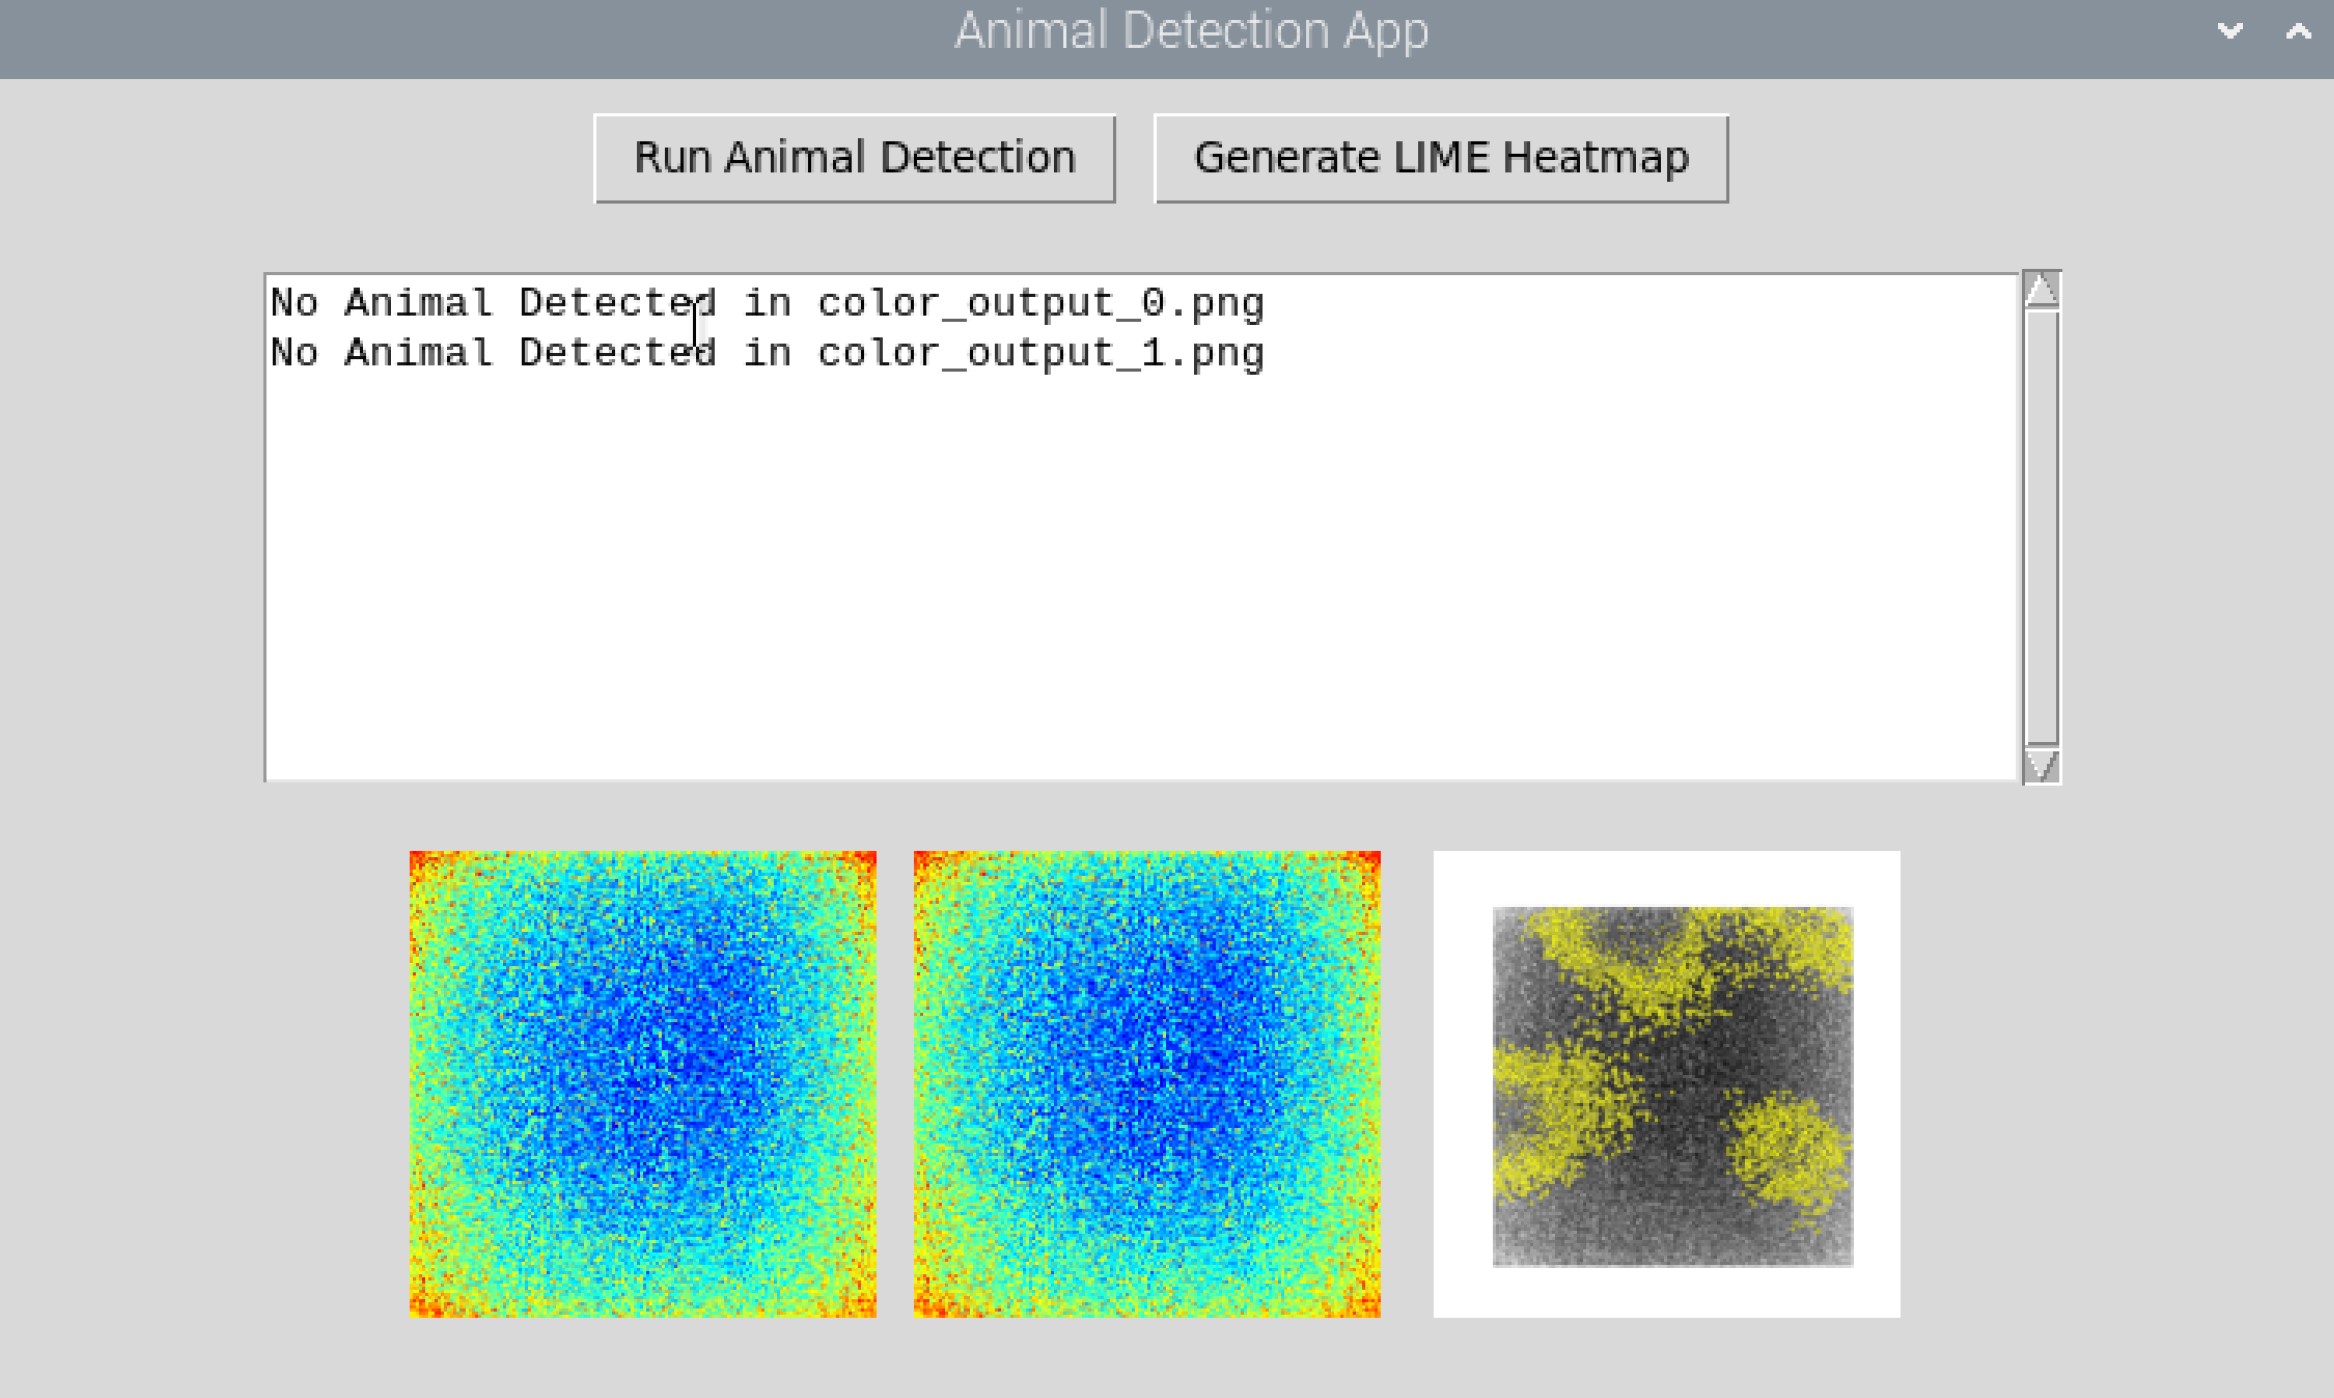 Animal Detection App
Run Animal Detection
Generate LIME Heatmap
No Animal Detected in color_output_0.png
No Animal Detected in color_output_1.png